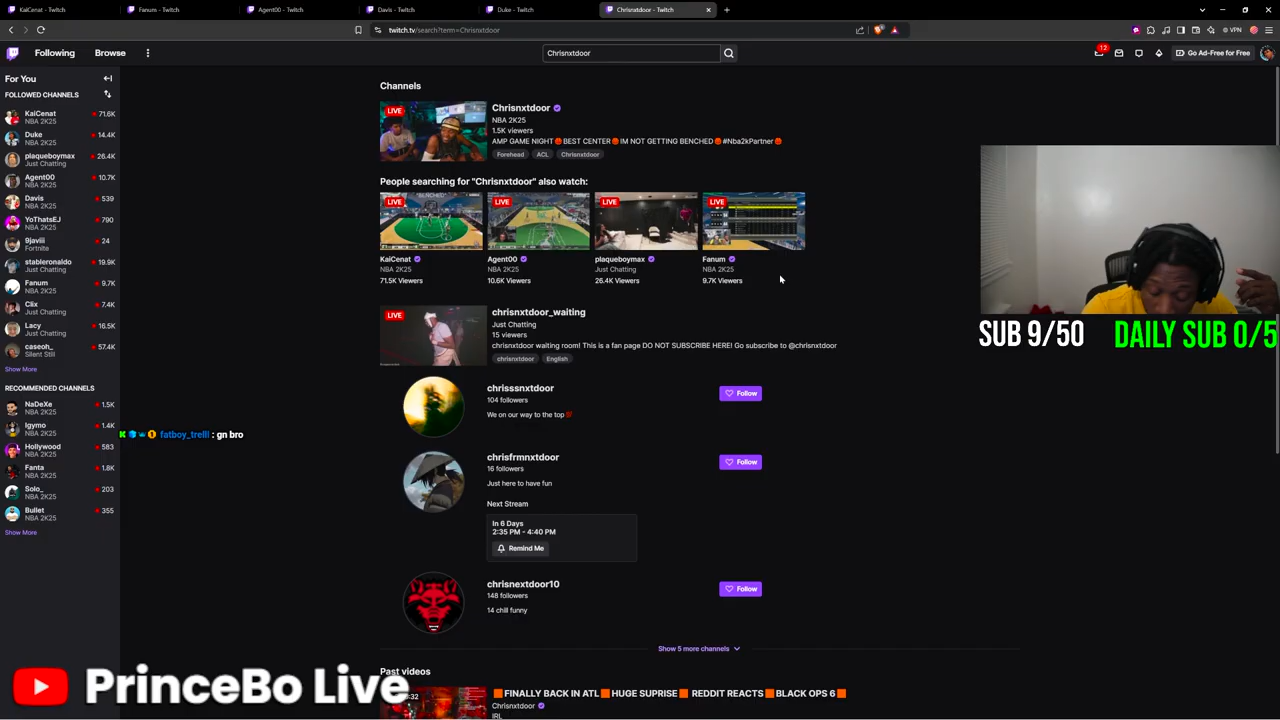 KaiCenat - Twitch
Fanum - Twitch
Agent00 - Twitch
Davis - Twitch
Duke - Twitch
Chrisnxtdoor - Twitch
twitch.tv/search?term=Chrisnxtdoor
VPN
Following
Browse
Chrisnxtdoor
12
Go Ad-Free for Free
For You
FOLLOWED CHANNELS
KaiCenat
71.6K
NBA 2K25
Duke
14.4K
NBA 2K25
plaqueboymax
26.4K
Just Chatting
Agent00
10.7K
NBA 2K25
Davis
539
NBA 2K25
YoThatsEJ
790
NBA 2K25
9javiii
24
Fortnite
stableronaldo
19.9K
Just Chatting
Fanum
9.7K
NBA 2K25
Clix
7.4K
Just Chatting
Lacy
16.5K
Just Chatting
caseoh_
57.4K
Silent Still
Show More
RECOMMENDED CHANNELS
NaDeXe
1.5K
NBA 2K25
Igymo
1.4K
NBA 2K25
Hollywood
583
NBA 2K25
Fanta
1.8K
NBA 2K25
Solo_
203
NBA 2K25
Bullet
355
NBA 2K25
Show More
Channels
LIVE
Chrisnxtdoor
NBA 2K25
1.5K viewers
AMP GAME NIGHT🟠BEST CENTER🟠IM NOT GETTING BENCHED🟠#Nba2kPartner🟠
Forehead
ACL
Chrisnxtdoor
People searching for "Chrisnxtdoor" also watch:
LIVE
LIVE
LIVE
LIVE
KaiCenat
NBA 2K25
71.5K Viewers
Agent00
NBA 2K25
10.6K Viewers
plaqueboymax
Just Chatting
26.4K Viewers
Fanum
NBA 2K25
9.7K Viewers
LIVE
chrisnxtdoor_waiting
Just Chatting
15 viewers
chrisnxtdoor waiting room! This is a fan page DO NOT SUBSCRIBE HERE! Go subscribe to @chrisnxtdoor
chrisnxtdoor
English
chrisssnxtdoor
104 followers
We on our way to the top💯
Follow
chrisfrmnxtdoor
16 followers
Just here to have fun
Follow
Next Stream
In 6 Days
2:35 PM - 4:40 PM
Remind Me
chrisnextdoor10
148 followers
14 chill funny
Follow
Show 5 more channels
Past videos
🟧FINALLY BACK IN ATL🟧HUGE SUPRISE🟧 REDDIT REACTS🟧BLACK OPS 6🟧
Chrisnxtdoor
IRL
1 fatboy_trelli : gn bro
SUB 9/50
DAILY SUB 0/5
PrinceBo Live